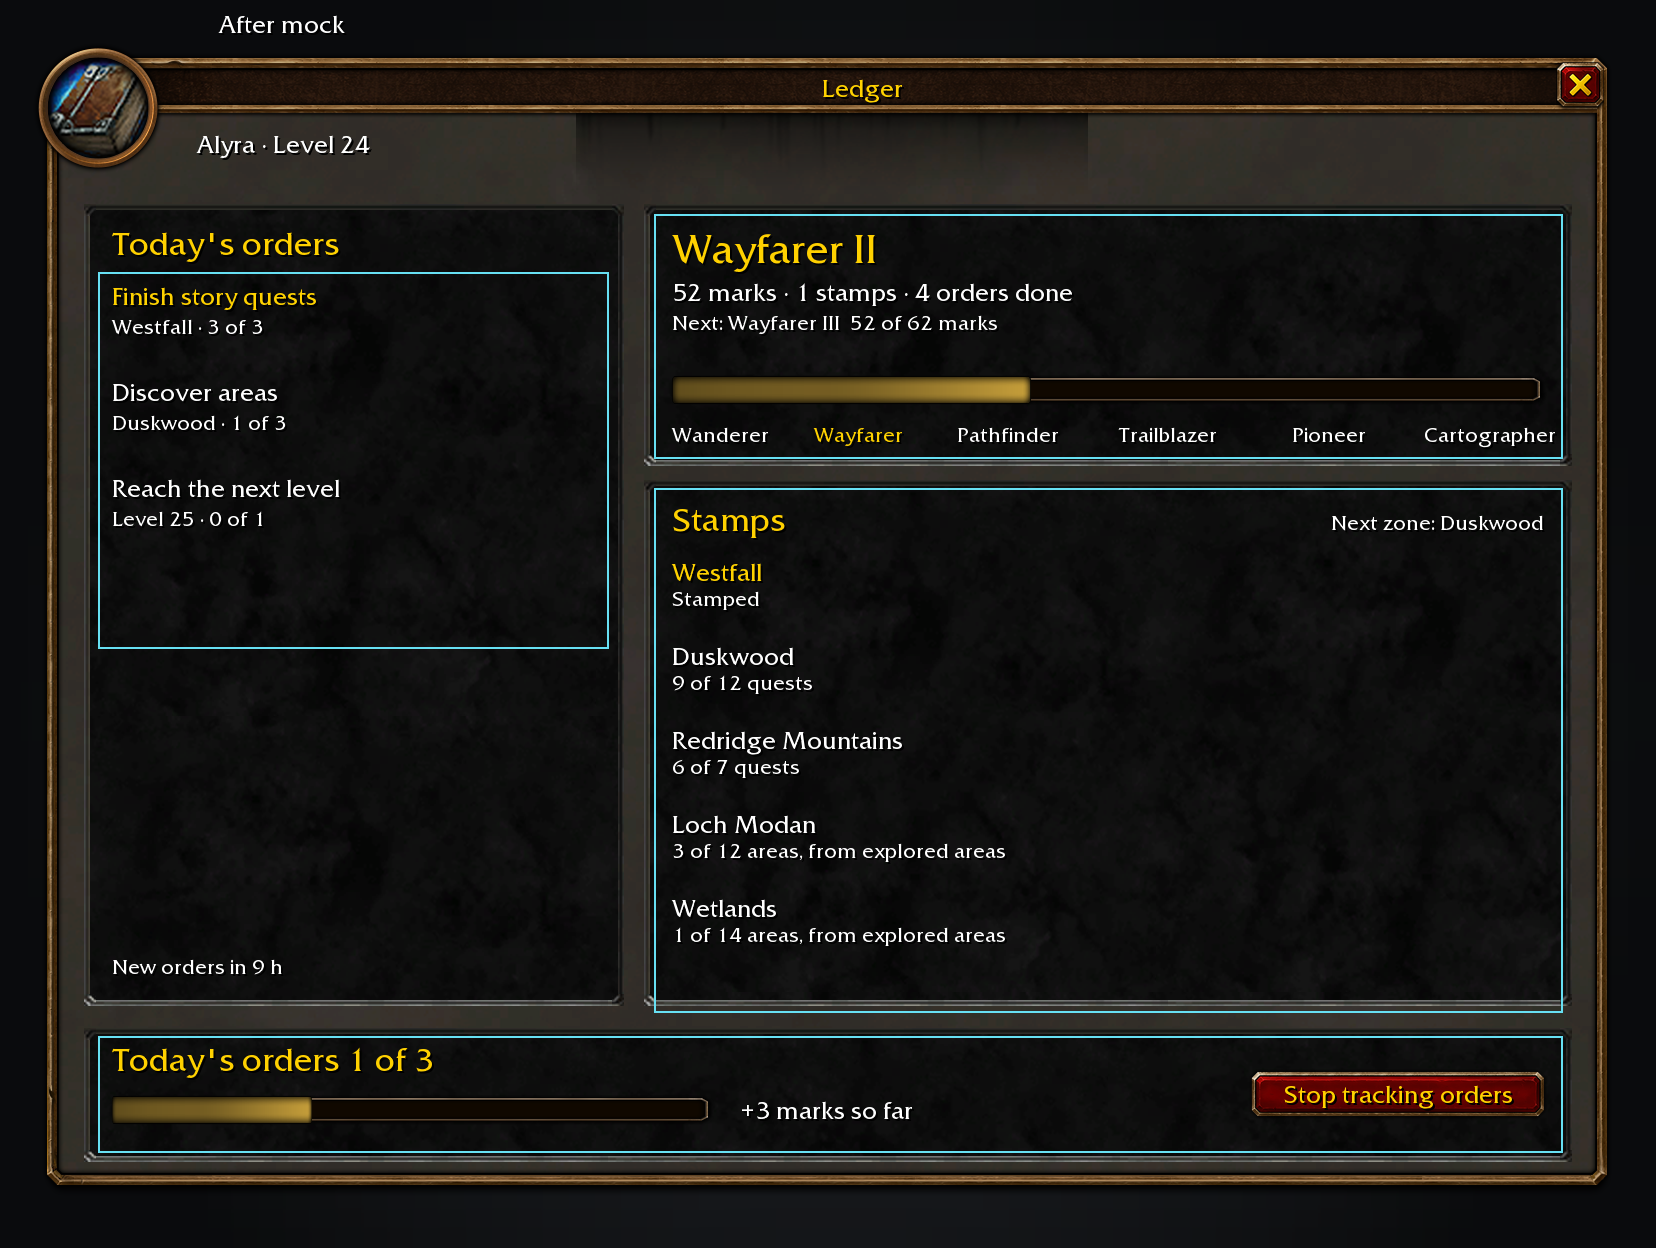 After mock
Ledger
Alyra · Level 24
Today's orders
Finish story quests
Westfall · 3 of 3
Discover areas
Duskwood · 1 of 3
Reach the next level
Level 25 · 0 of 1
New orders in 9 h
Wayfarer II
52 marks · 1 stamps · 4 orders done
Next: Wayfarer III  52 of 62 marks
Wanderer Wayfarer Pathfinder Trailblazer Pioneer Cartographer
Stamps
Next zone: Duskwood
Westfall
Stamped
Duskwood
9 of 12 quests
Redridge Mountains
6 of 7 quests
Loch Modan
3 of 12 areas, from explored areas
Wetlands
1 of 14 areas, from explored areas
Today's orders 1 of 3
+3 marks so far
Stop tracking orders